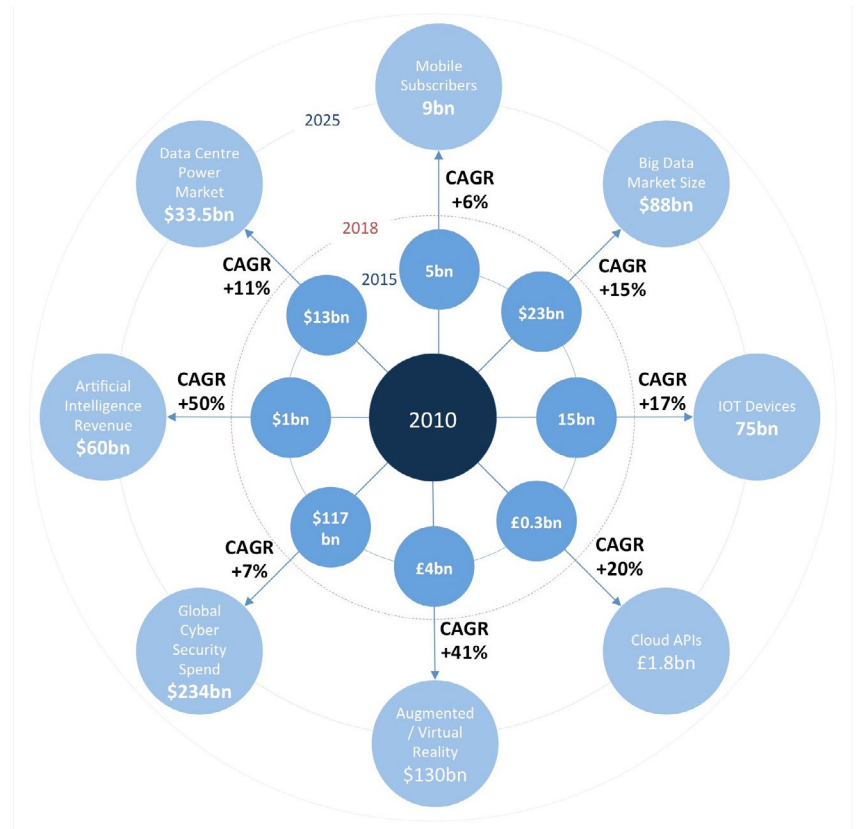 Mobile
Subscribers
9bn
2025
Data Centre
Power
Market
$33.5bn
Big Data
Market Size
$88bn
CAGR
+6%
2018
CAGR
+11%
CAGR
+15%
2015
5bn
$13bn
$23bn
Artificial
Intelligence
Revenue
$60bn
CAGR
+50%
$1bn
2010
15bn
CAGR
+17%
IOT Devices
75bn
$117
bn
£0.3bn
£4bn
CAGR
+7%
CAGR
+20%
Global
Cyber
Security
Spend
$234bn
CAGR
+41%
Cloud APIs
£1.8bn
Augmented
/ Virtual
Reality
$130bn